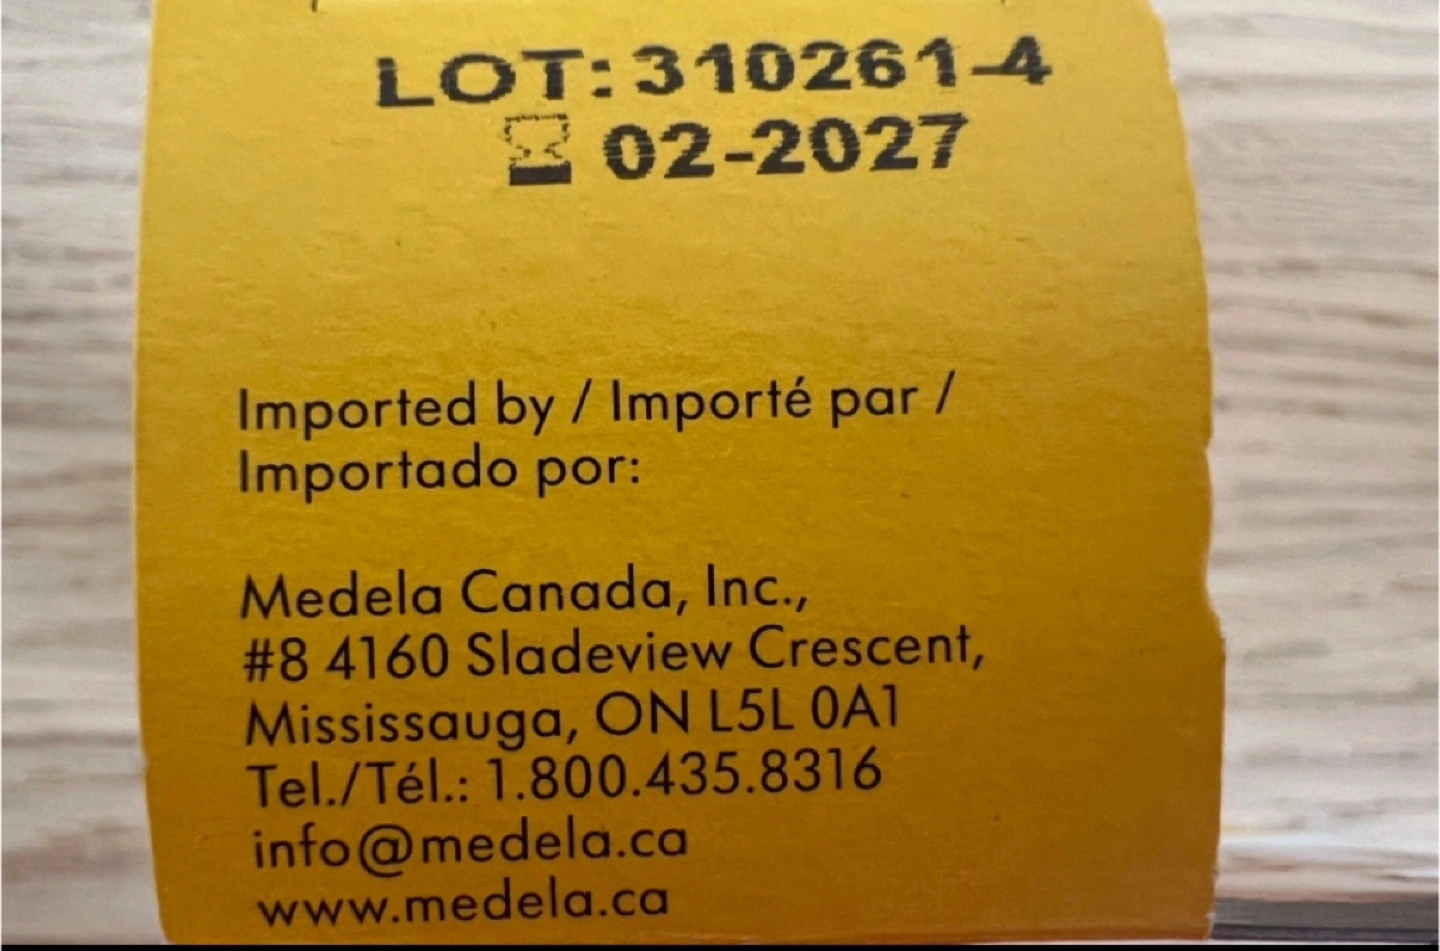 LOT: 310261-4
02-2027
Imported by / Importé par /
Importado por:
Medela Canada, Inc.,
#8 4160 Sladeview Crescent,
Mississauga, ON L5L 0A1
Tel./Tél.: 1.800.435.8316
info@medela.ca
www.medela.ca